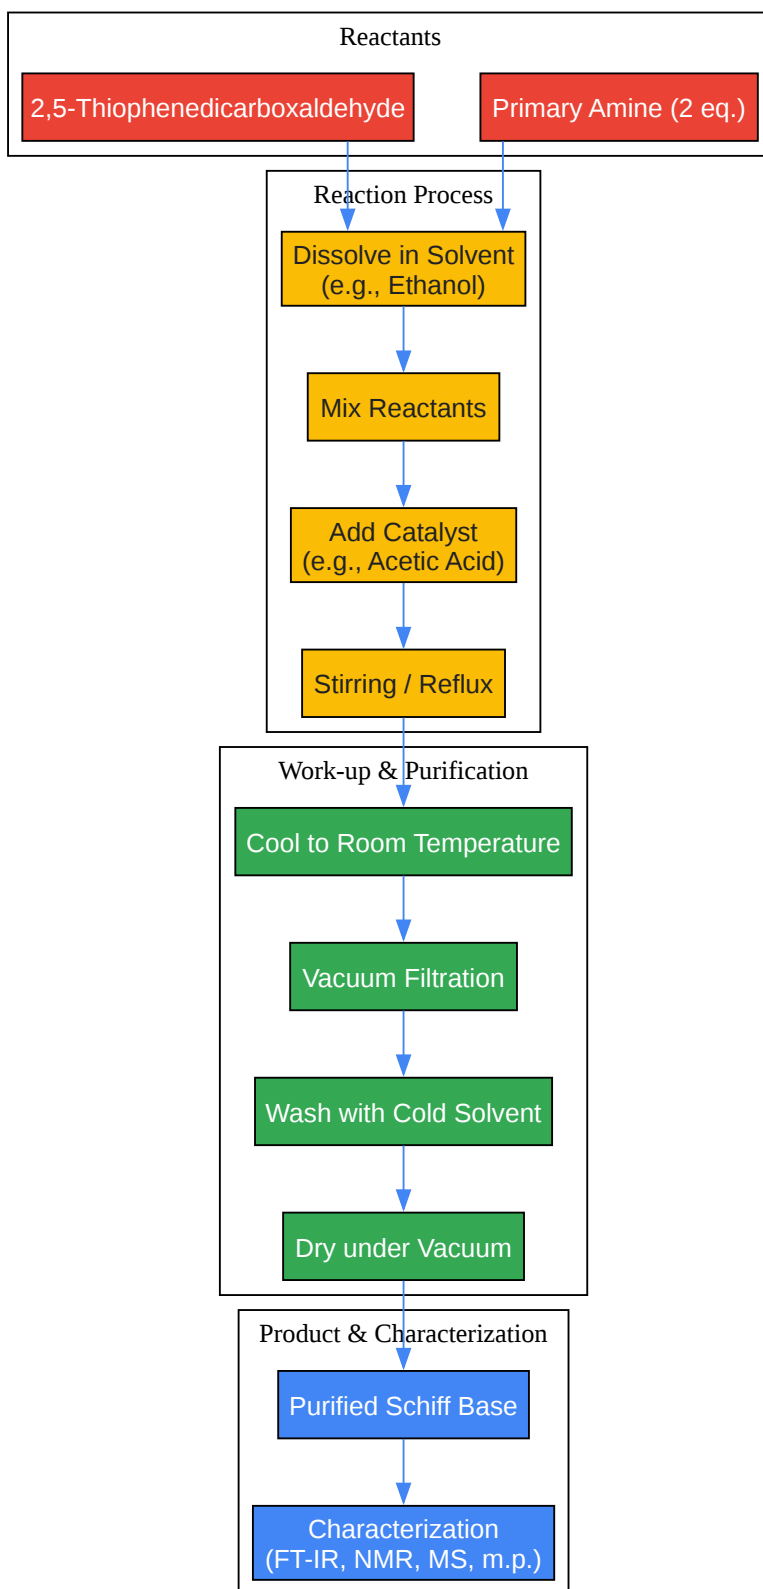 Reactants
2,5-Thiophenedicarboxaldehyde
Primary Amine (2 eq.)
Reaction Process
Dissolve in Solvent
(e.g., Ethanol)
Mix Reactants
Add Catalyst
(e.g., Acetic Acid)
Stirring / Reflux
Work-up & Purification
Cool to Room Temperature
Vacuum Filtration
Wash with Cold Solvent
Dry under Vacuum
Product & Characterization
Purified Schiff Base
Characterization
(FT-IR, NMR, MS, m.p.)